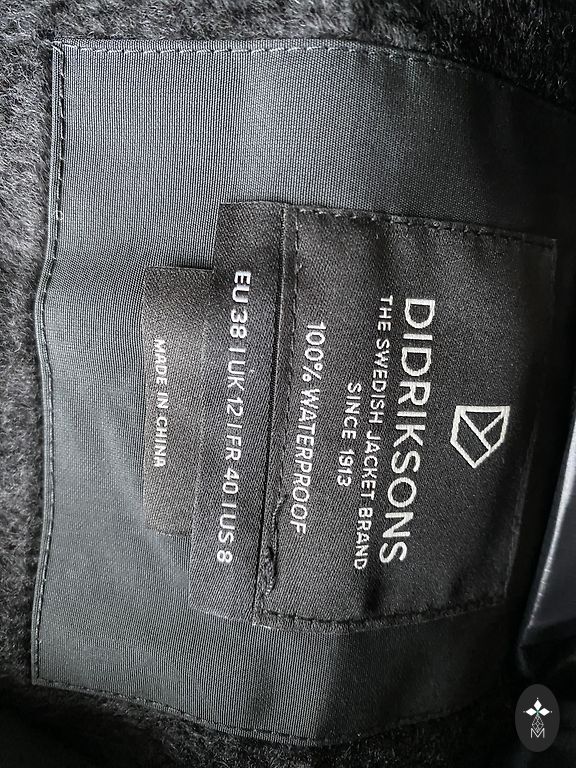 DIDRIKSONS
THE SWEDISH JACKET BRAND
SINCE 1913
100% WATERPROOF
EU 38 | UK 12 | FR 40 | US 8
MADE IN CHINA